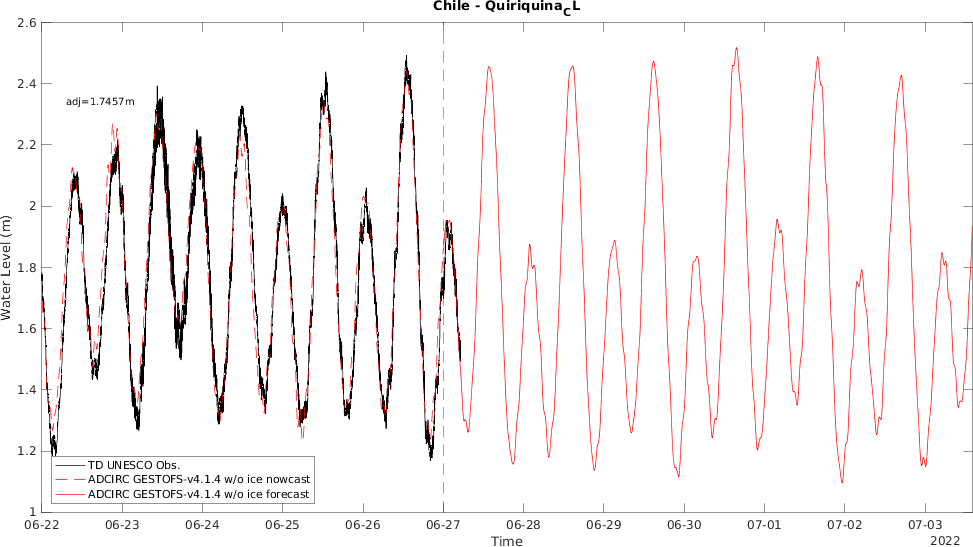 Chile - Quiriquina_CL
2.6
2.4
adj=1.7457m
2.2
2
1.8
1.6
1.4
1.2
1
Water Level (m)
TD UNESCO Obs.
ADCIRC GESTOFS-v4.1.4 w/o ice nowcast
ADCIRC GESTOFS-v4.1.4 w/o ice forecast
06-22 06-23 06-24 06-25 06-26 06-27 06-28 06-29 06-30 07-01 07-02 07-03
Time
2022